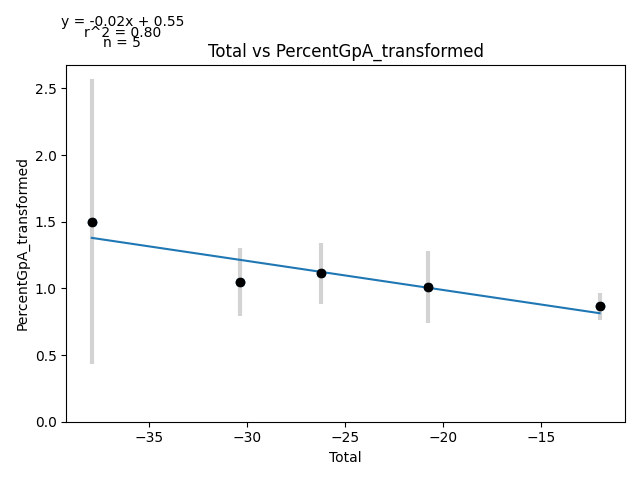 y = -0.02x + 0.55
r^2 = 0.80
n = 5
Total vs PercentGpA_transformed
PercentGpA_transformed
2.5
2.0
1.5
1.0
0.5
0.0
−35
−30
−25
−20
−15
Total